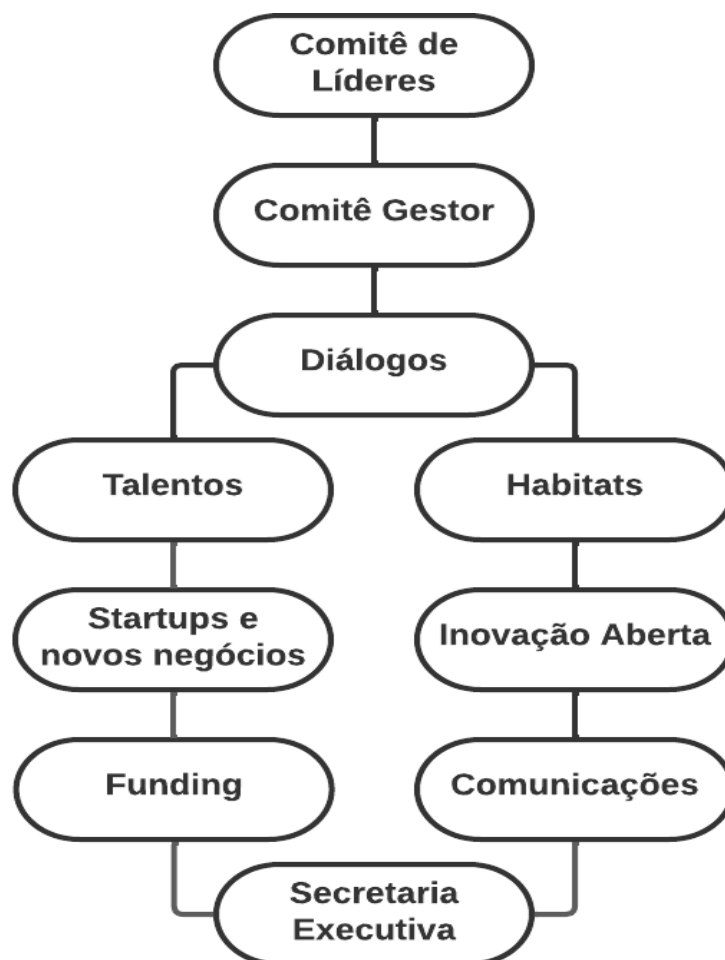 Comitê de
Líderes
Comitê Gestor
Diálogos
Talentos
Habitats
Startups e
novos negócios
Inovação Aberta
Funding
Comunicações
Secretaria
Executiva